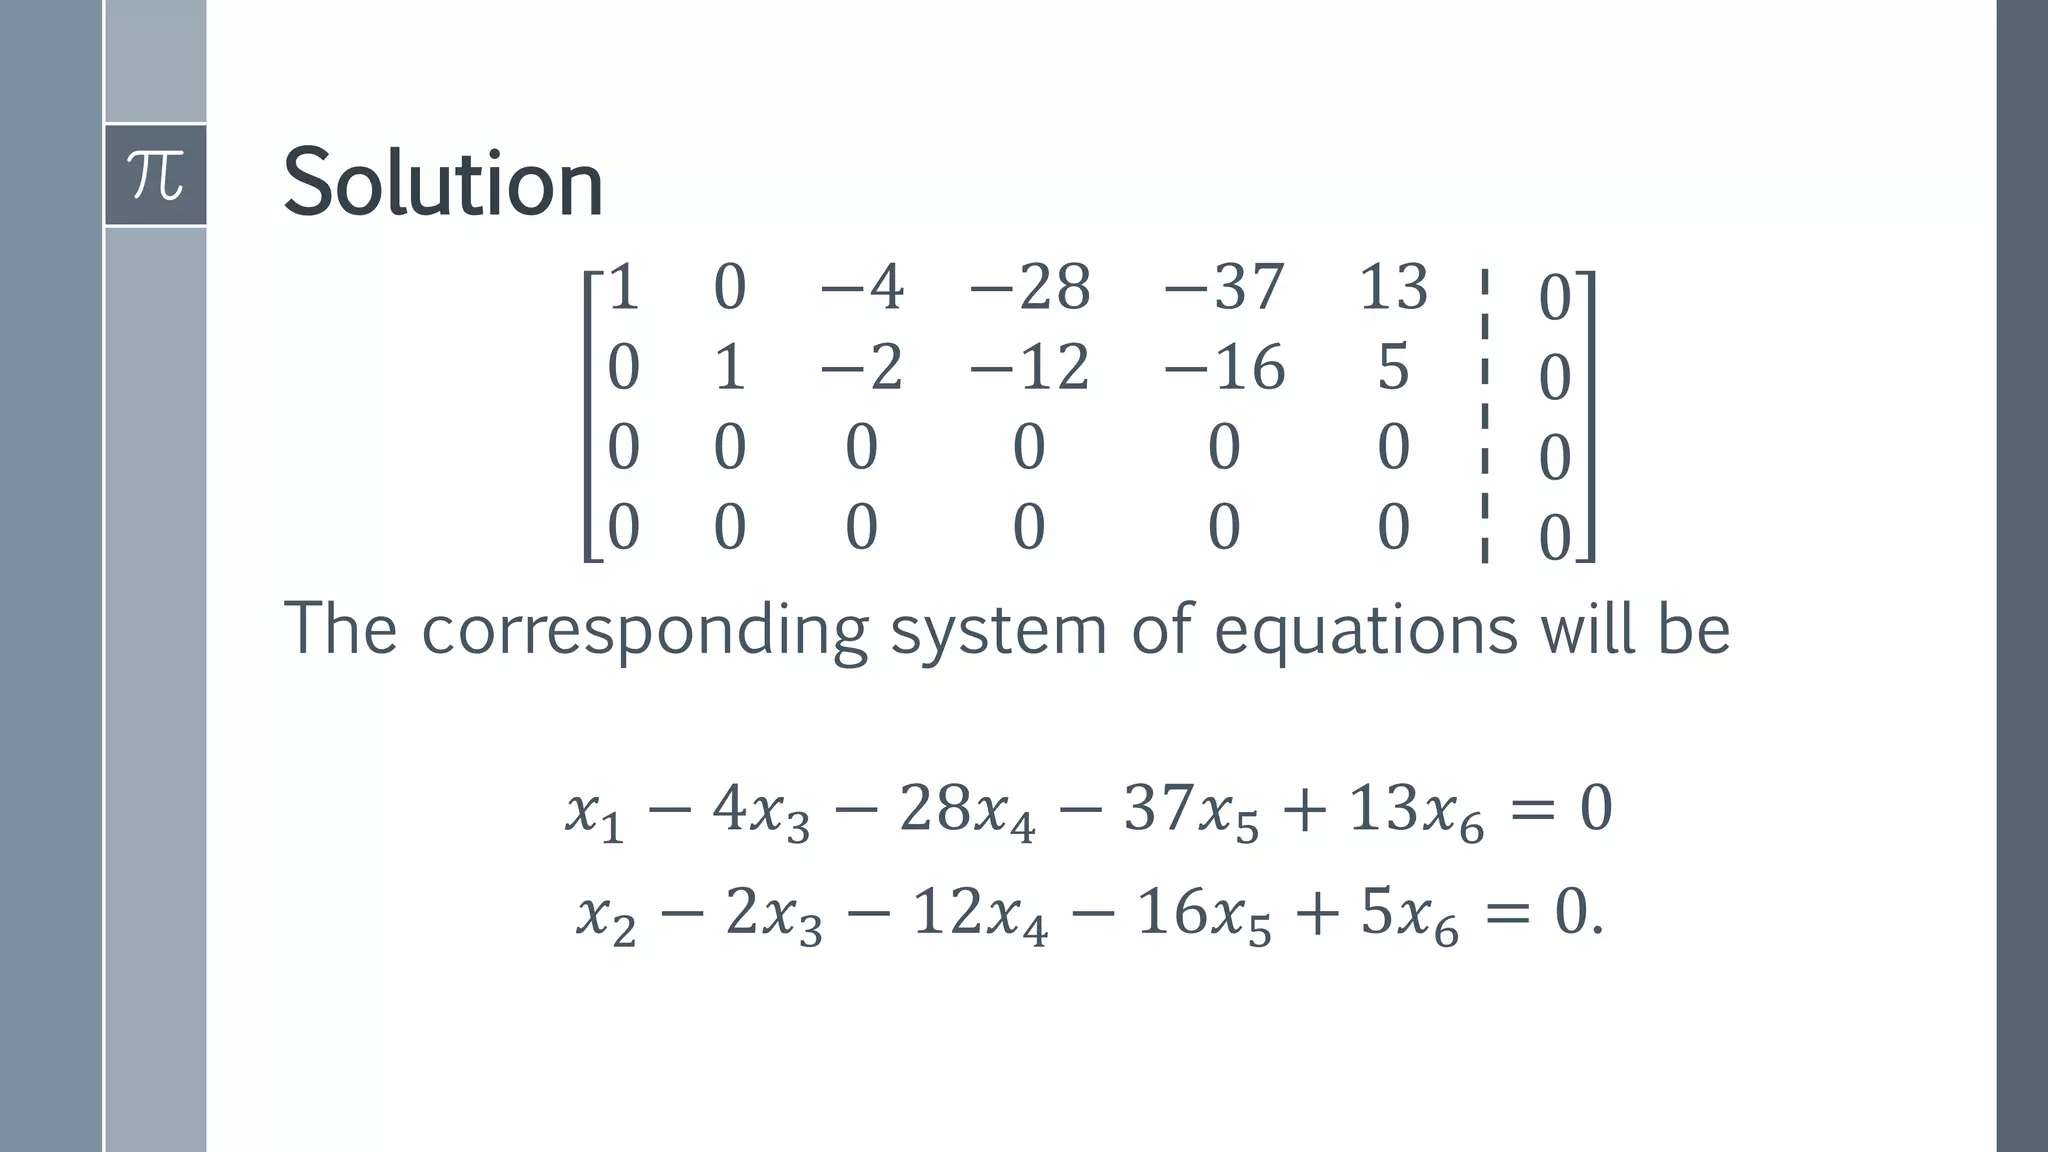 π
Solution
1 0 −4 −28 −37 13 0
0 1 −2 −12 −16 5 0
0 0 0 0 0 0 0
0 0 0 0 0 0 0
The corresponding system of equations will be
x₁ − 4x₃ − 28x₄ − 37x₅ + 13x₆ = 0
x₂ − 2x₃ − 12x₄ − 16x₅ + 5x₆ = 0.